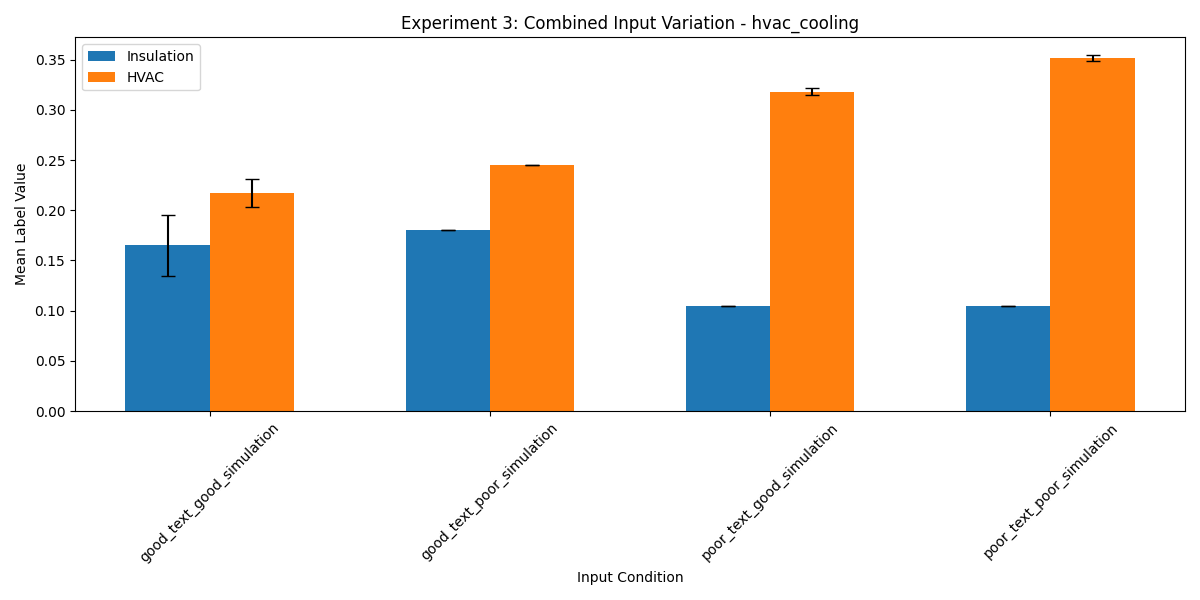 Experiment 3: Combined Input Variation - hvac_cooling
Insulation
HVAC
Mean Label Value
0.35
0.30
0.25
0.20
0.15
0.10
0.05
0.00
good_text_good_simulation
good_text_poor_simulation
poor_text_good_simulation
poor_text_poor_simulation
Input Condition